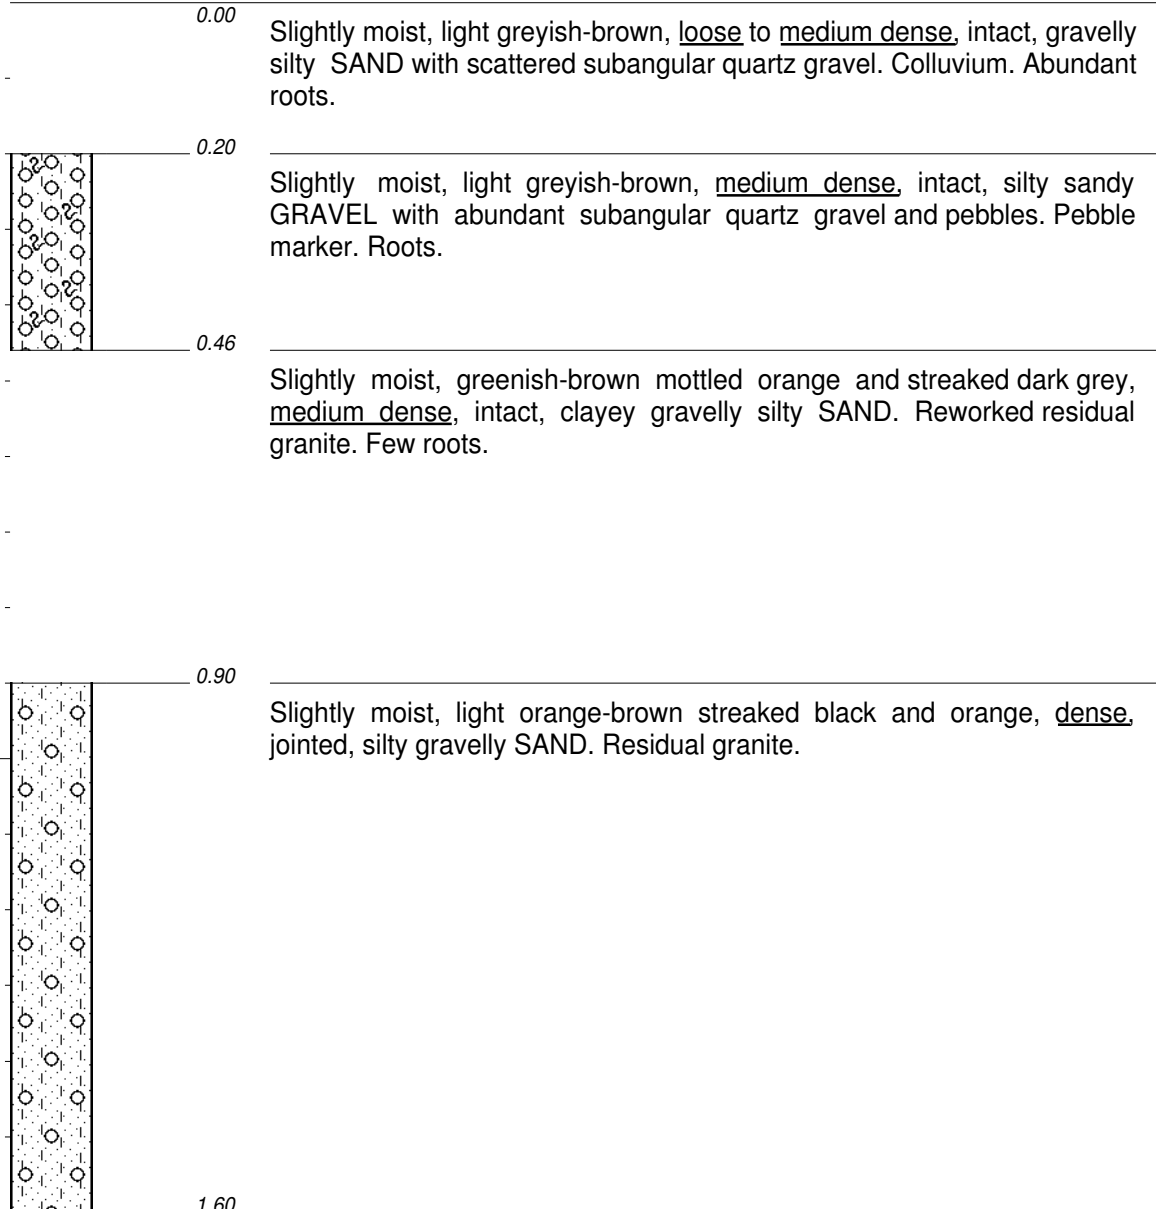 0.00
Slightly moist, light greyish-brown, loose to medium dense, intact, gravelly
silty SAND with scattered subangular quartz gravel. Colluvium. Abundant
roots.
0.20
Slightly moist, light greyish-brown, medium dense, intact, silty sandy
GRAVEL with abundant subangular quartz gravel and pebbles. Pebble
marker. Roots.
0.46
Slightly moist, greenish-brown mottled orange and streaked dark grey,
medium dense, intact, clayey gravelly silty SAND. Reworked residual
granite. Few roots.
0.90
Slightly moist, light orange-brown streaked black and orange, dense,
jointed, silty gravelly SAND. Residual granite.
1.60